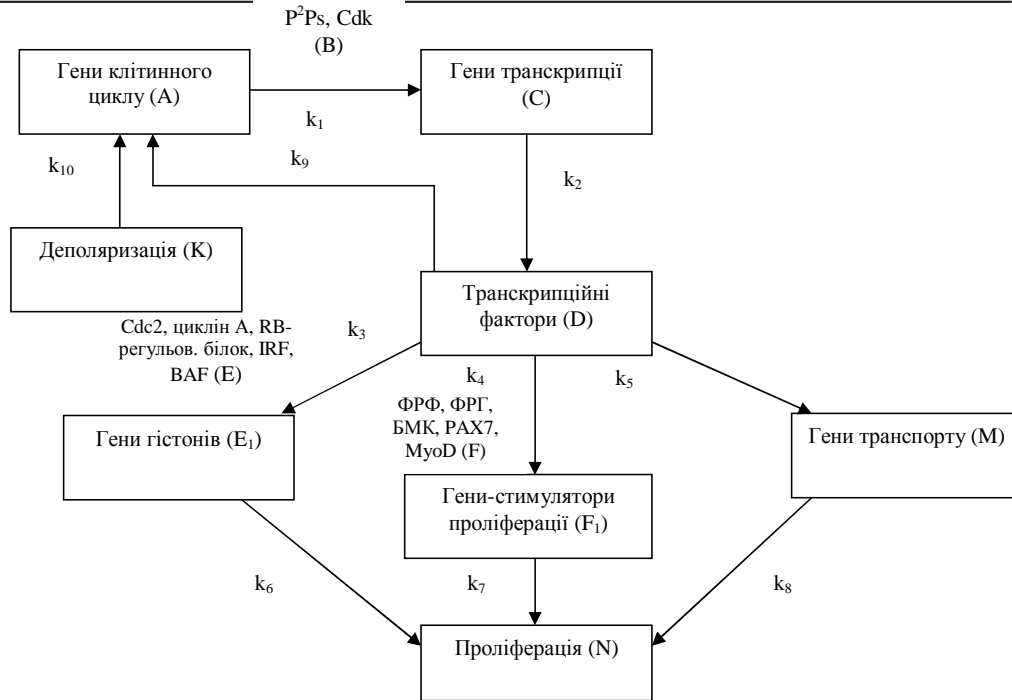 P²Ps, Cdk
(B)
Гени клітинного
циклу (A)
Гени транскрипції
(C)
k₁
k₁₀
k₉
k₂
Деполяризація (K)
Транскрипційні
фактори (D)
Cdc2, циклін А, RB-
регульов. білок, IRF,
BAF (E)
k₃
k₄
k₅
ФРФ, ФРГ,
БМК, PAX7,
MyoD (F)
Гени гістонів (E₁)
Гени транспорту (M)
Гени-стимулятори
проліферації (F₁)
k₆
k₇
k₈
Проліферація (N)